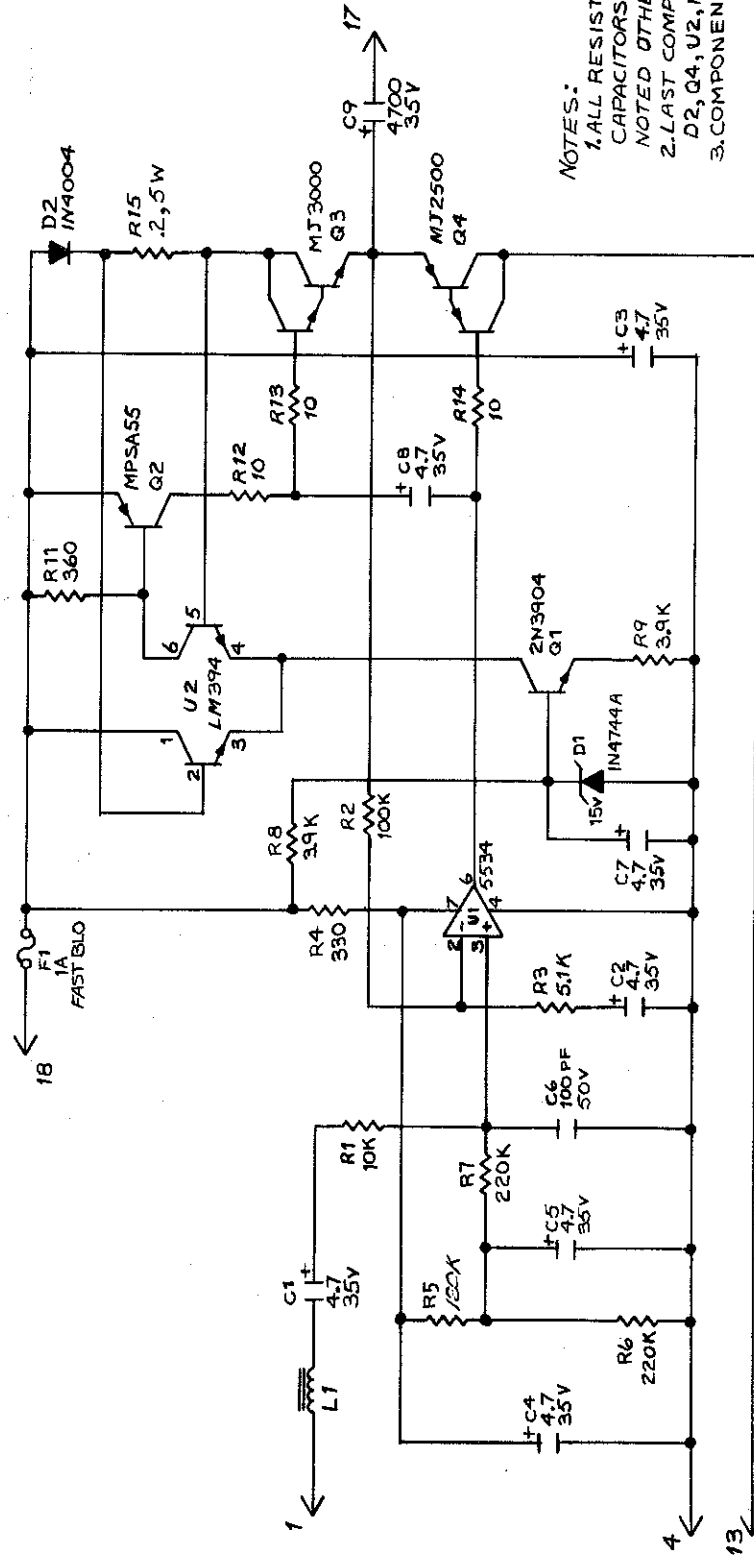 18
F1
1A
FAST BLO
D2
1N4004
R15
.2,5W
MJ3000
Q3
MJ2500
Q4
C9
+
4700
35V
17
R11
360
MPSA55
Q2
R12
10
R13
10
R14
10
+ C8
4.7
35V
+ C3
4.7
35V
1
2
3
U2
LM394
6
5
4
R8
3.9K
R4
330
R2
100K
2N3904
Q1
R9
3.9K
D1
15V
1N4744A
C7 +
4.7
35V
2
3
-
+
U1
7
6
4
5534
R3
5.1K
+ C2
4.7
35V
1
L1
C1 +
4.7
35V
R1
10K
R7
220K
C6
100PF
50V
+ C5
4.7
35V
R5
R6
220K
+ C4
4.7
35V
4
13
NOTES:
1. ALL RESIST
CAPACITORS
NOTED OTHE
2. LAST COMP
D2, Q4, U2,
3. COMPONEN